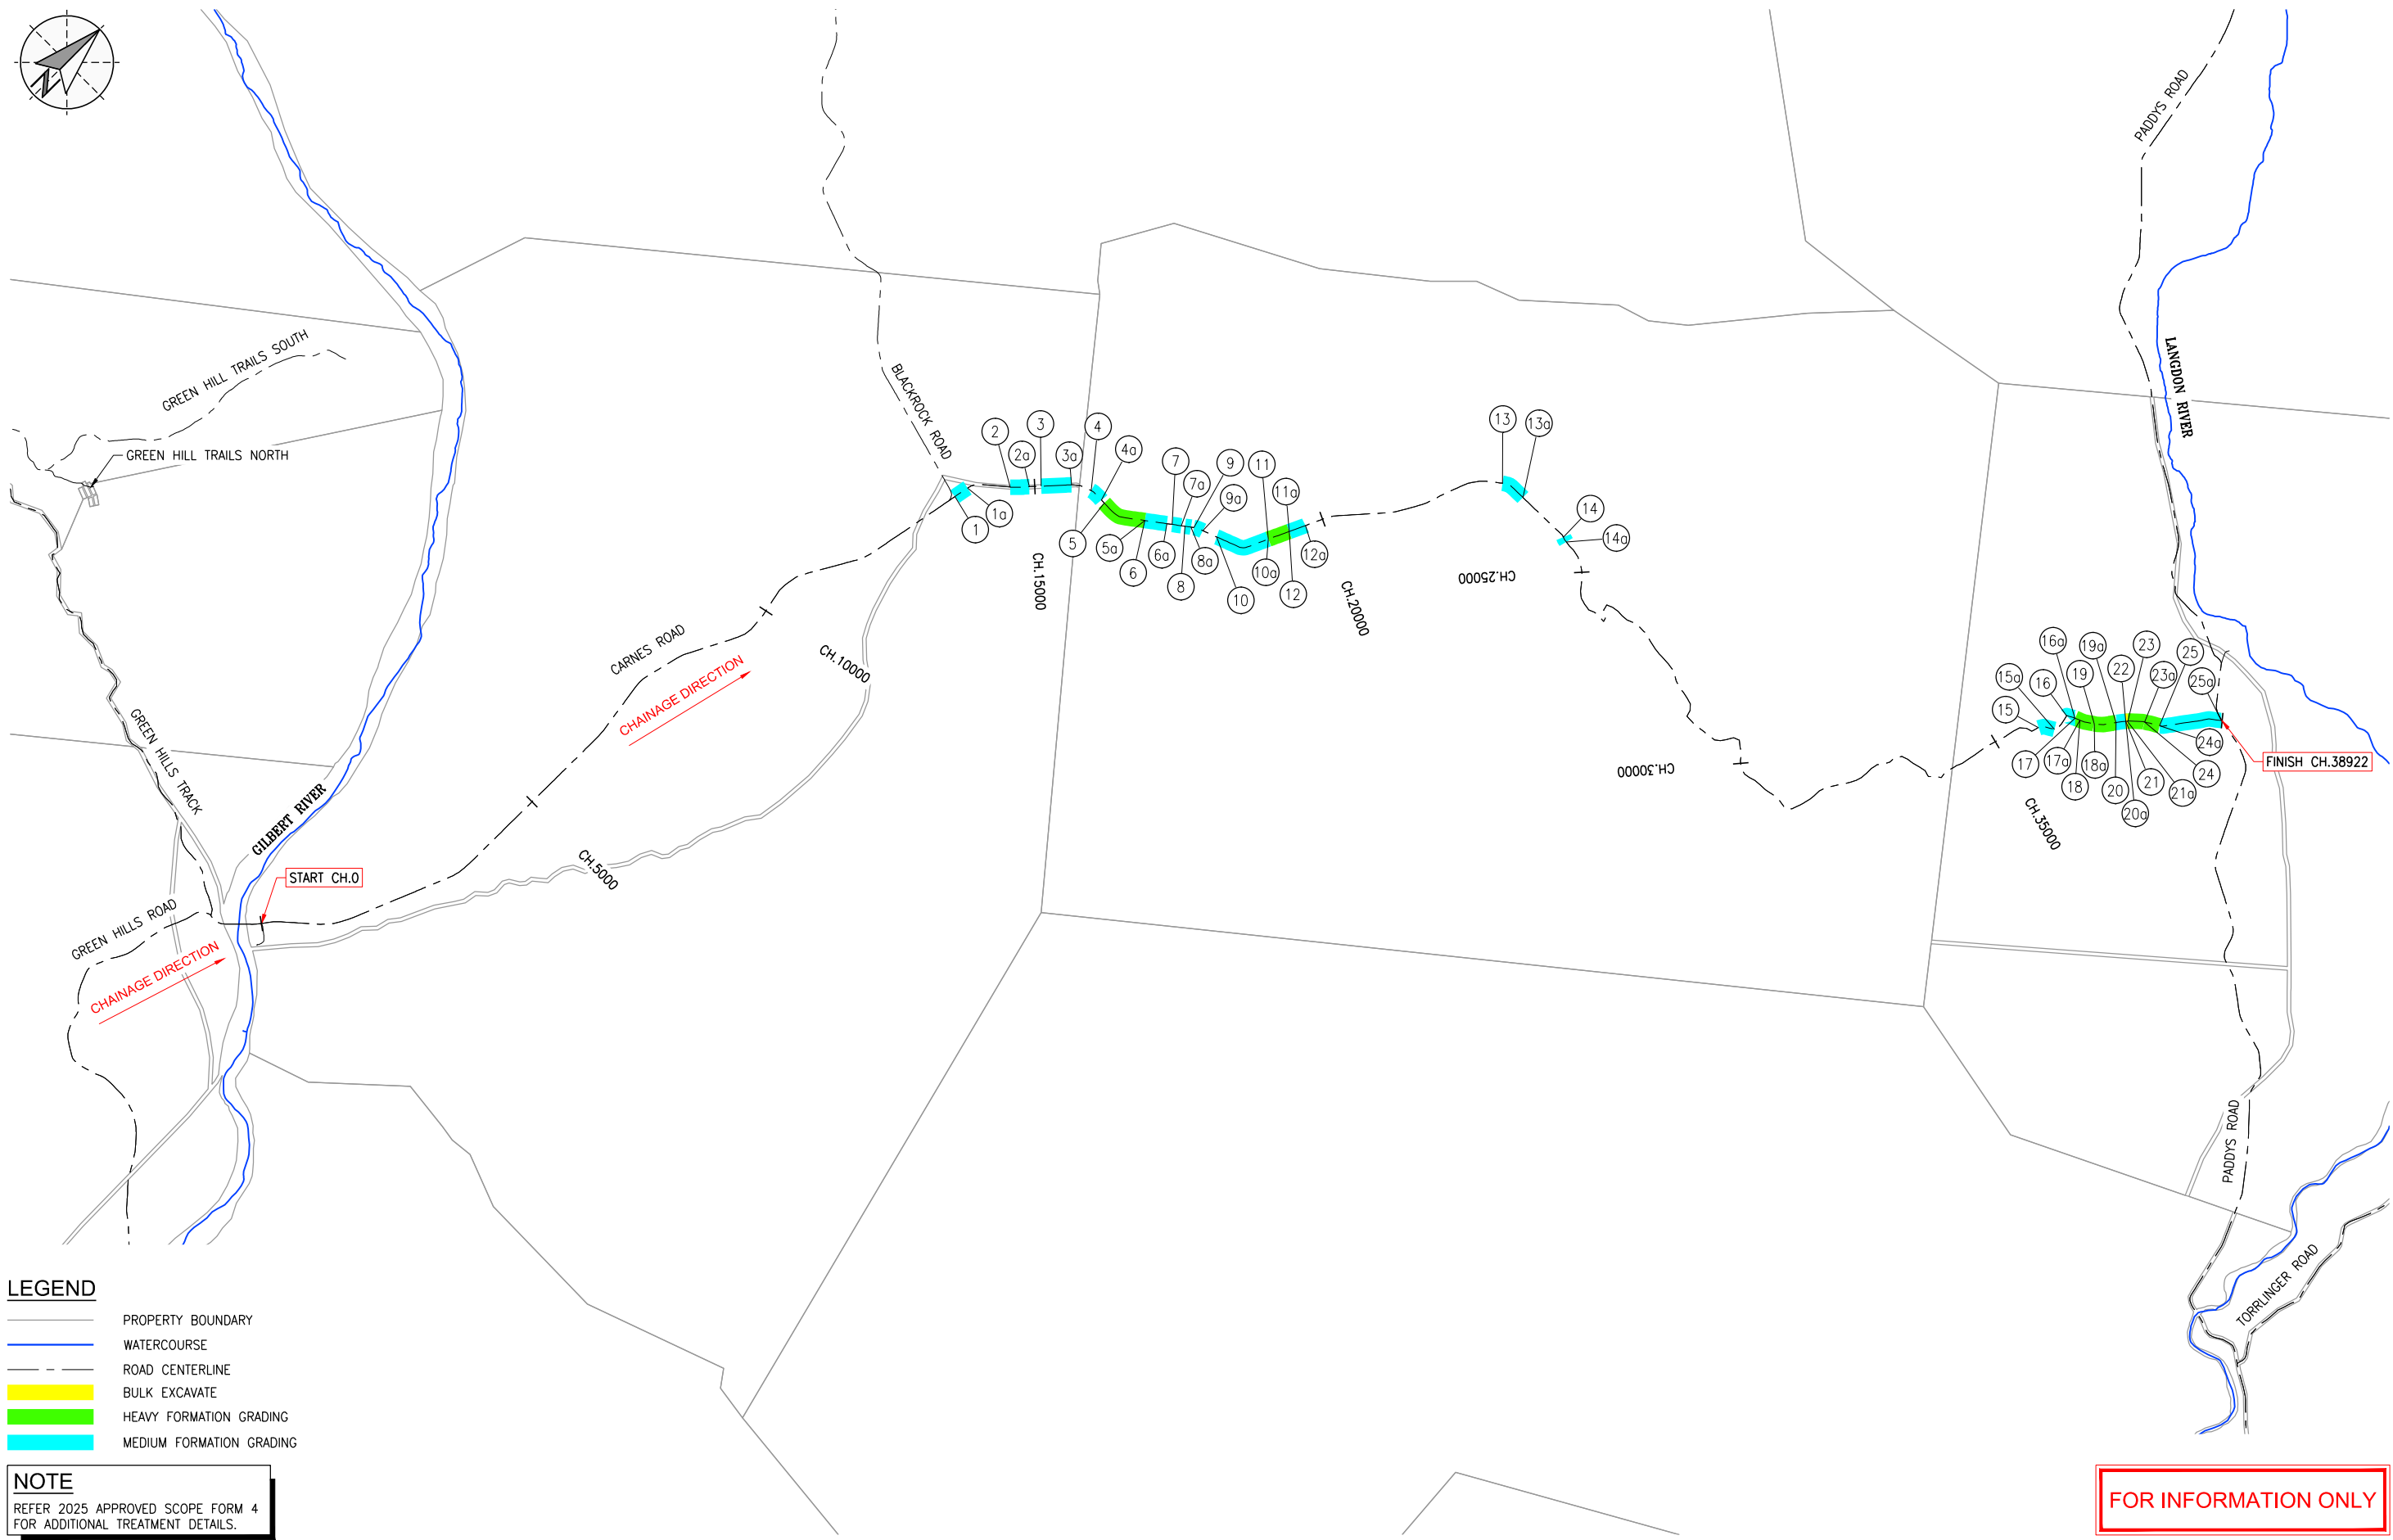 N
PADDYS ROAD
GREEN HILL TRAILS SOUTH
GREEN HILL TRAILS NORTH
BLACKROCK ROAD
LANGDON RIVER
1
1a
2
2a
3
3a
4
4a
5
5a
6
6a
7
7a
8
8a
9
9a
10
10a
11
11a
12
12a
13
13a
14
14a
CH.15000
CH.20000
CH.25000
CARNES ROAD
CHAINAGE DIRECTION
CH.10000
GREEN HILLS TRACK
GILBERT RIVER
CH.5000
START CH.0
GREEN HILLS ROAD
CHAINAGE DIRECTION
CH.30000
CH.35000
15
15a
16
16a
17
17a
18
18a
19
19a
20
20a
21
21a
22
23
23a
24
24a
25
25a
FINISH CH.38922
PADDYS ROAD
TORRLINGER ROAD
LEGEND
PROPERTY BOUNDARY
WATERCOURSE
ROAD CENTERLINE
BULK EXCAVATE
HEAVY FORMATION GRADING
MEDIUM FORMATION GRADING
NOTE
REFER 2025 APPROVED SCOPE FORM 4
FOR ADDITIONAL TREATMENT DETAILS.
FOR INFORMATION ONLY